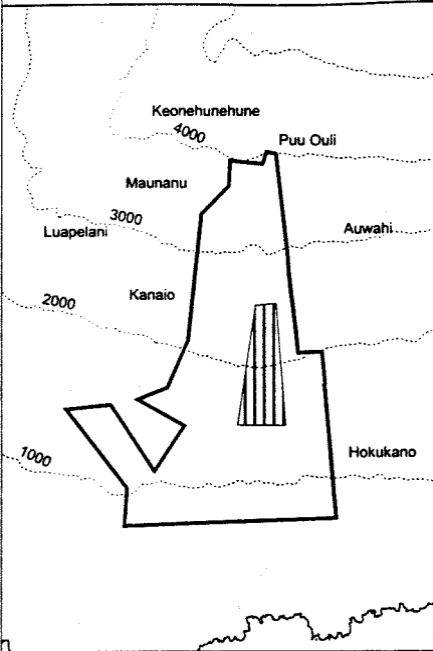 Keonehunehune
4000
Puu Ouli
Maunanu
3000
Luapelani
Auwahi
2000
Kanaio
1000
Hokukano